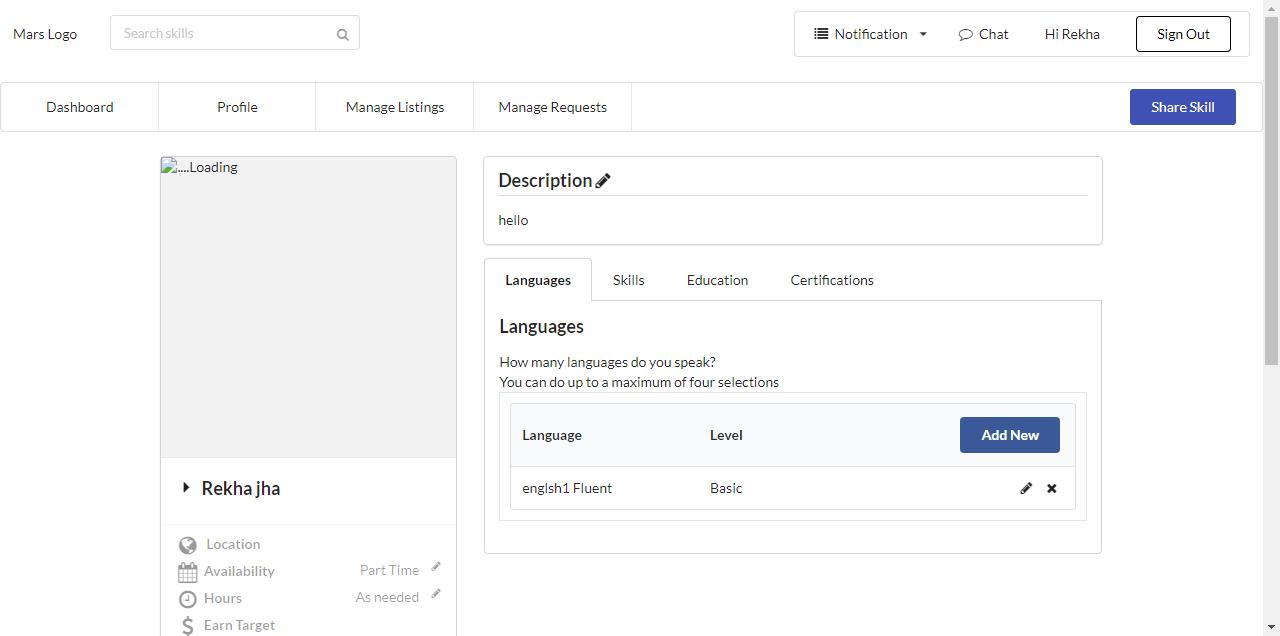 Mars Logo
Search skills
Notification
Chat
Hi Rekha
Sign Out
Dashboard
Profile
Manage Listings
Manage Requests
Share Skill
....Loading
Rekha jha
Location
Availability
Part Time
Hours
As needed
Earn Target
Description
hello
Languages
Skills
Education
Certifications
Languages
How many languages do you speak?
You can do up to a maximum of four selections
Language
Level
Add New
englsh1 Fluent
Basic